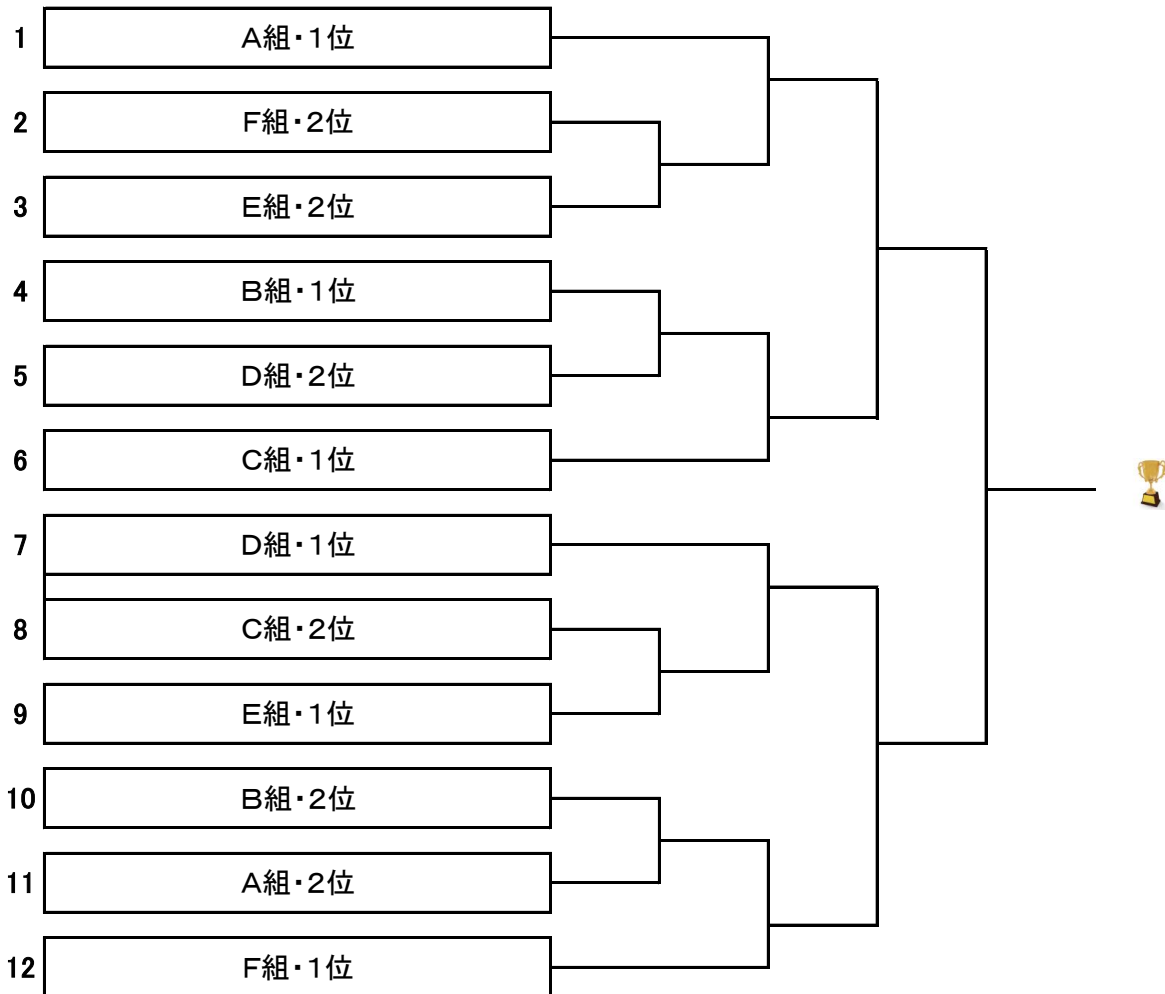 1 A組・1位
2 F組・2位
3 E組・2位
4 B組・1位
5 D組・2位
6 C組・1位
7 D組・1位
8 C組・2位
9 E組・1位
10 B組・2位
11 A組・2位
12 F組・1位